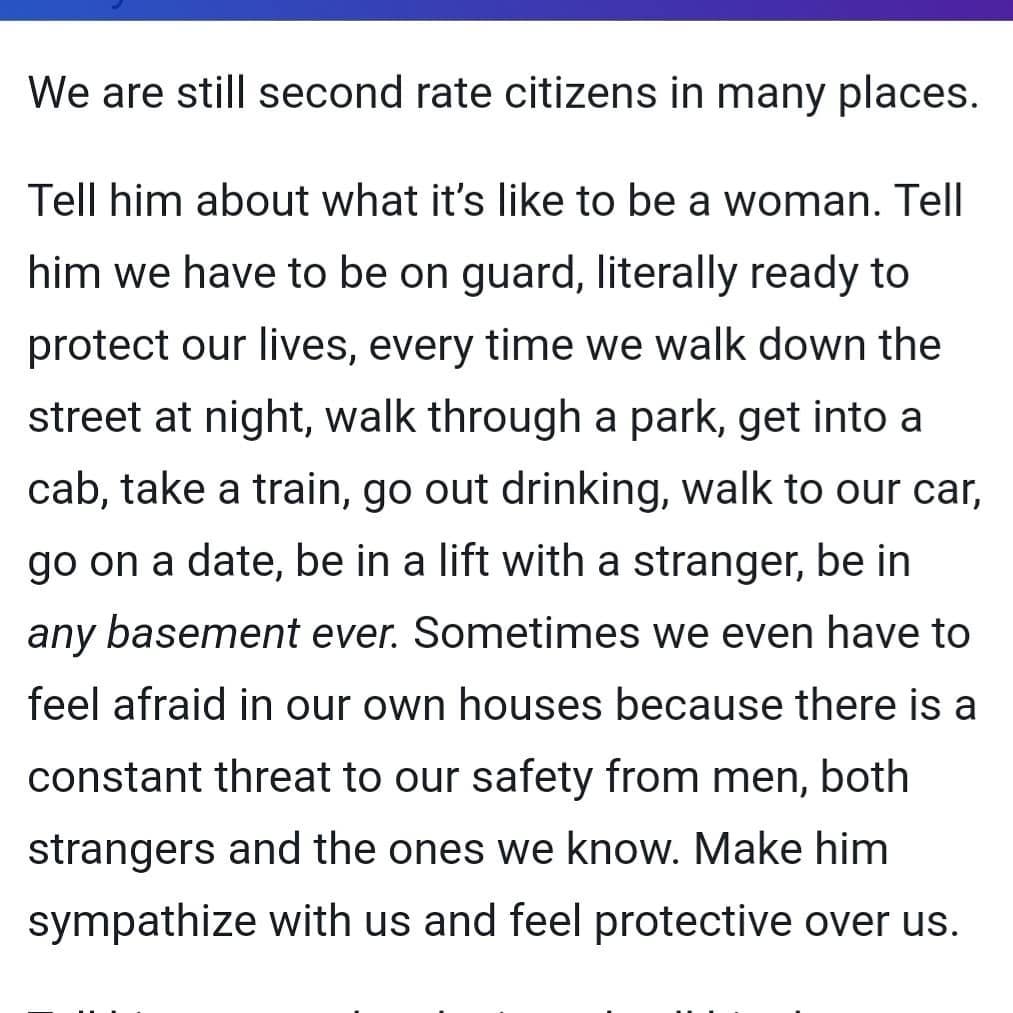 We are still second rate citizens in many places.
Tell him about what it’s like to be a woman. Tell
him we have to be on guard, literally ready to
protect our lives, every time we walk down the
street at night, walk through a park, get into a
cab, take a train, go out drinking, walk to our car,
go on a date, be in a lift with a stranger, be in
any basement ever. Sometimes we even have to
feel afraid in our own houses because there is a
constant threat to our safety from men, both
strangers and the ones we know. Make him
sympathize with us and feel protective over us.